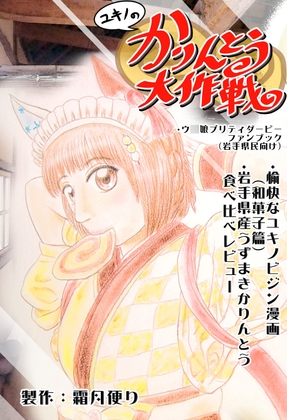 ユキノの
かりんとう
大作戦
・ウ 娘プリティダービー
ファンブック
(岩手県民向け)
・愉快なユキノビジン漫画
(和菓子篇)
・岩手県産うずまきかりんとう
食べ比べレビュー
製作:霜月便り